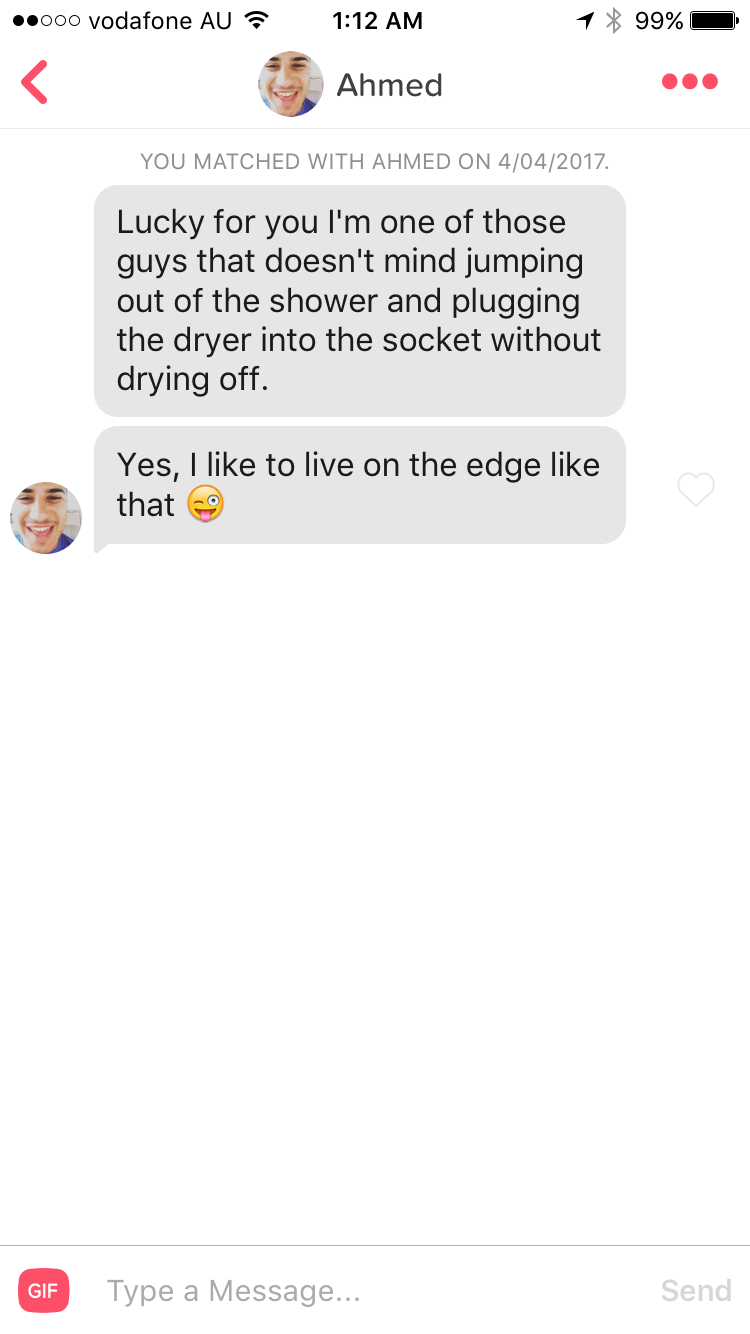 vodafone AU 1:12 AM 99%
Ahmed
YOU MATCHED WITH AHMED ON 4/04/2017.
Lucky for you I'm one of those
guys that doesn't mind jumping
out of the shower and plugging
the dryer into the socket without
drying off.
Yes, I like to live on the edge like
that 😜
GIF Type a Message... Send